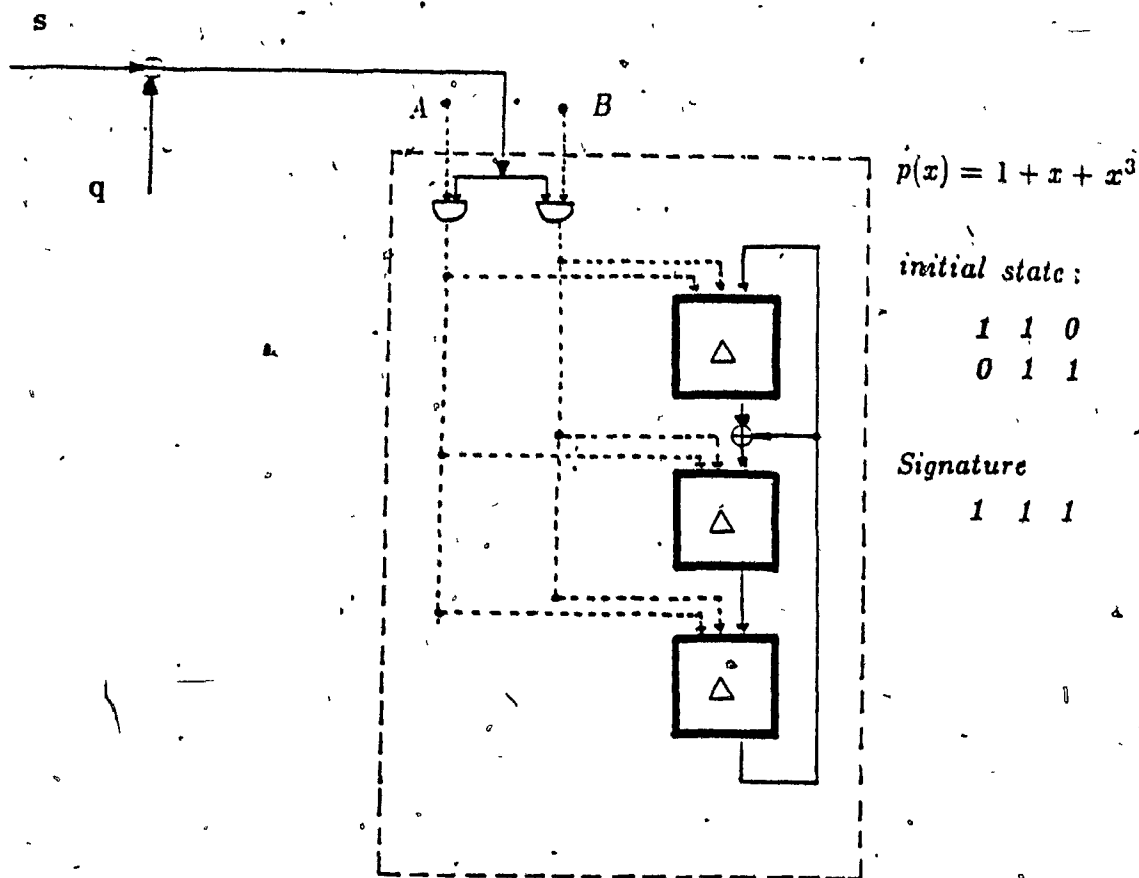 s
A B
q
p(x) = 1 + x + x³
initial state :
1 1 0
0 1 1
Signature
1 1 1
△
△
△